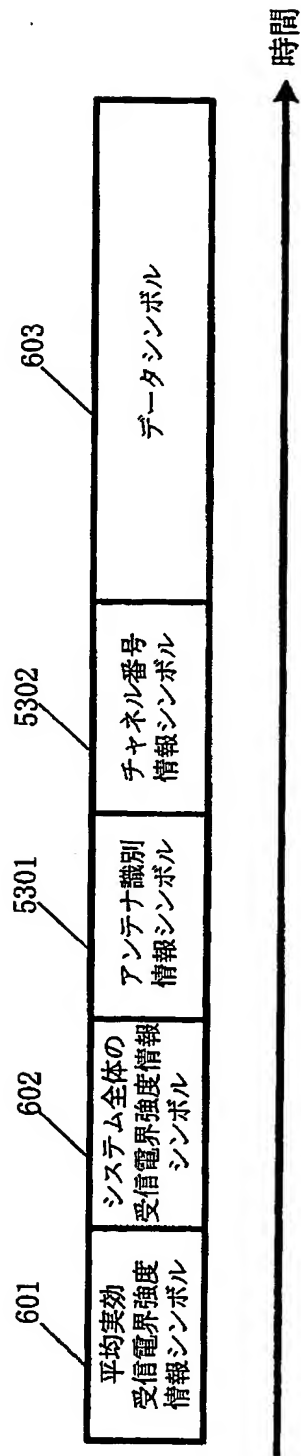 601
602
5301
5302
603
平均実効
受信電界強度
情報シンボル
システム全体の
受信電界強度情報
シンボル
アンテナ識別
情報シンボル
チャネル番号
情報シンボル
データシンボル
時間